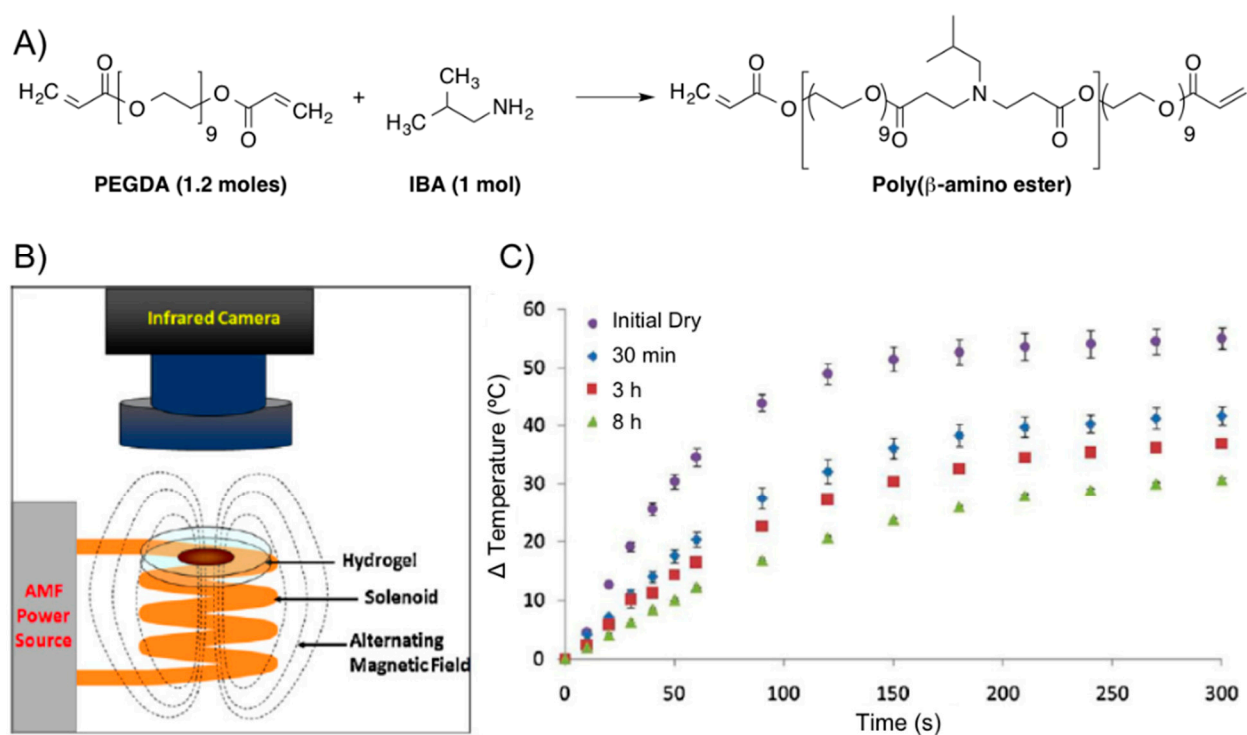 A)
H₂C
O
O
9
O
O
CH₂
+
CH₃
H₃C
NH₂
H₂C
O
O
O
9
O
N
O
O
O
9
O
PEGDA (1.2 moles)
IBA (1 mol)
Poly(β-amino ester)
B)
Infrared Camera
AMF
Power
Source
Hydrogel
Solenoid
Alternating
Magnetic Field
C)
Δ Temperature (ºC)
60
50
40
30
20
10
0
Initial Dry
30 min
3 h
8 h
0
50
100
150
200
250
300
Time (s)